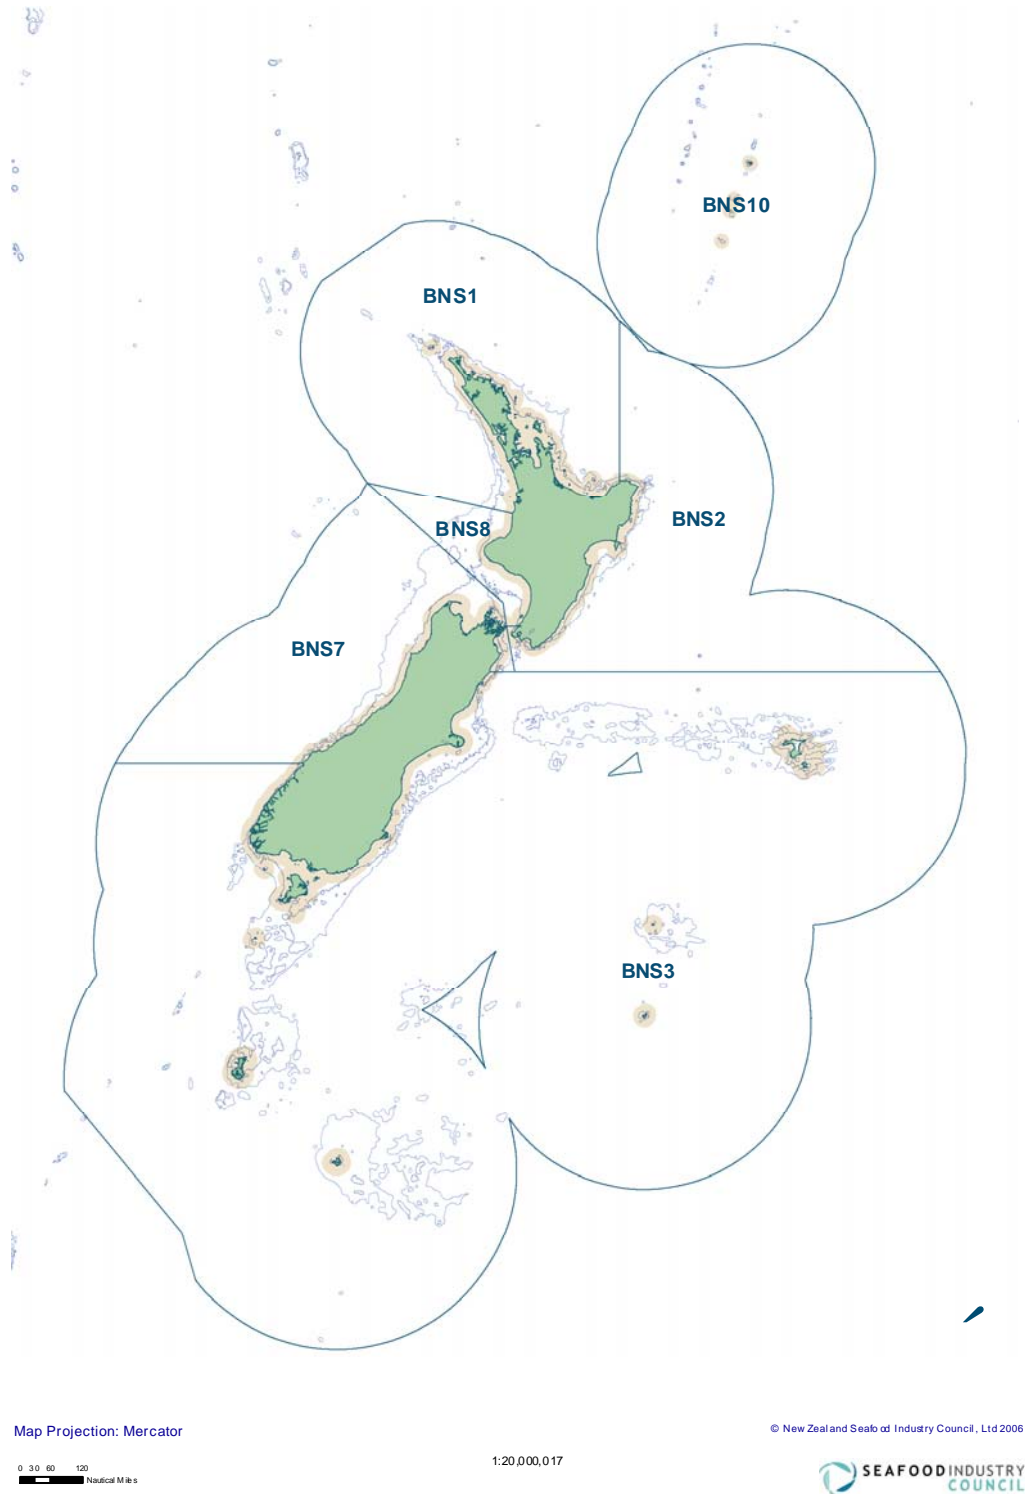 BNS10
BNS1
BNS2
BNS8
BNS7
BNS3
Map Projection: Mercator
© New Zealand Seafood Industry Council, Ltd 2006
0 30 60 120
Nautical Miles
1:20,000,017
SEAFOOD INDUSTRY
COUNCIL